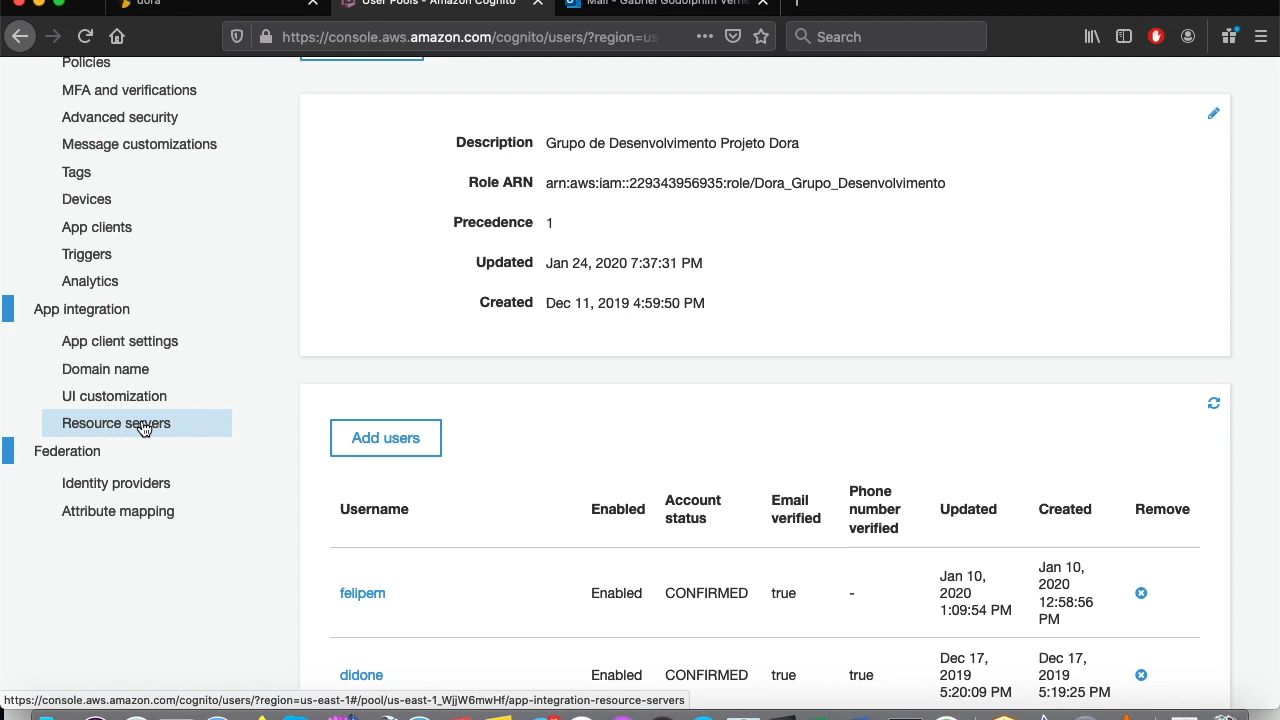 dora
User Pools - Amazon Cognito
Mail - Gabriel Godolphim Verne
https://console.aws.amazon.com/cognito/users/?region=us-
Search
Policies
MFA and verifications
Advanced security
Message customizations
Tags
Devices
App clients
Triggers
Analytics
App integration
App client settings
Domain name
UI customization
Resource servers
Federation
Identity providers
Attribute mapping
Description Grupo de Desenvolvimento Projeto Dora
Role ARN arn:aws:iam::229343956935:role/Dora_Grupo_Desenvolvimento
Precedence 1
Updated Jan 24, 2020 7:37:31 PM
Created Dec 11, 2019 4:59:50 PM
Add users
Username Enabled Account status Email verified Phone number verified Updated Created Remove
felipem Enabled CONFIRMED true - Jan 10, 2020 1:09:54 PM Jan 10, 2020 12:58:56 PM
didone Enabled CONFIRMED true true Dec 17, 2019 5:20:09 PM Dec 17, 2019 5:19:25 PM
https://console.aws.amazon.com/cognito/users/?region=us-east-1#/pool/us-east-1_WjjW6mwHf/app-integration-resource-servers